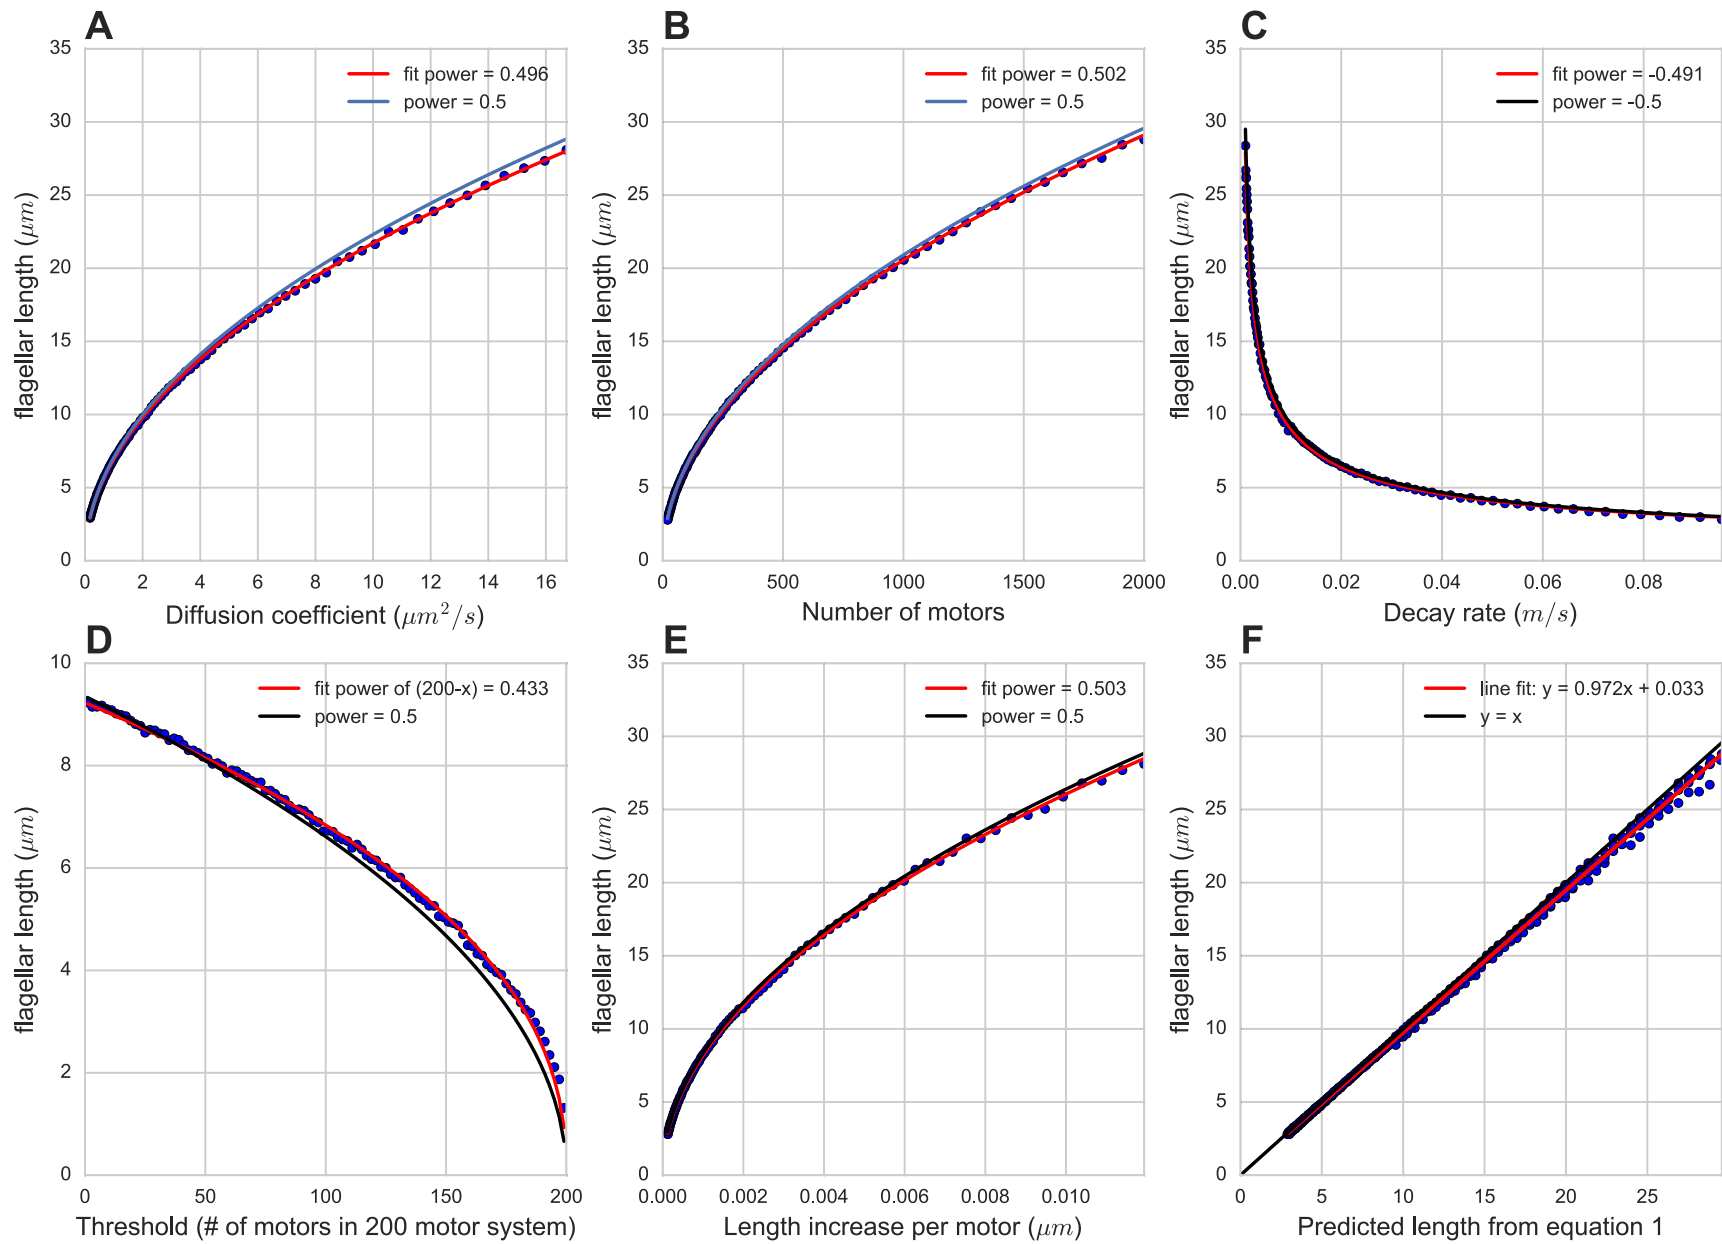 A
35
30
25
20
15
10
5
0
flagellar length (μm)
fit power = 0.496
power = 0.5
0 2 4 6 8 10 12 14 16
Diffusion coefficient (μm²/s)
B
35
30
25
20
15
10
5
0
flagellar length (μm)
fit power = 0.502
power = 0.5
0 500 1000 1500 2000
Number of motors
C
35
30
25
20
15
10
5
0
flagellar length (μm)
fit power = -0.491
power = -0.5
0.00 0.02 0.04 0.06 0.08
Decay rate (m/s)
D
10
8
6
4
2
0
flagellar length (μm)
fit power of (200-x) = 0.433
power = 0.5
0 50 100 150 200
Threshold (# of motors in 200 motor system)
E
35
30
25
20
15
10
5
0
flagellar length (μm)
fit power = 0.503
power = 0.5
0.000 0.002 0.004 0.006 0.008 0.010
Length increase per motor (μm)
F
35
30
25
20
15
10
5
0
flagellar length (μm)
line fit: y = 0.972x + 0.033
y = x
0 5 10 15 20 25
Predicted length from equation 1